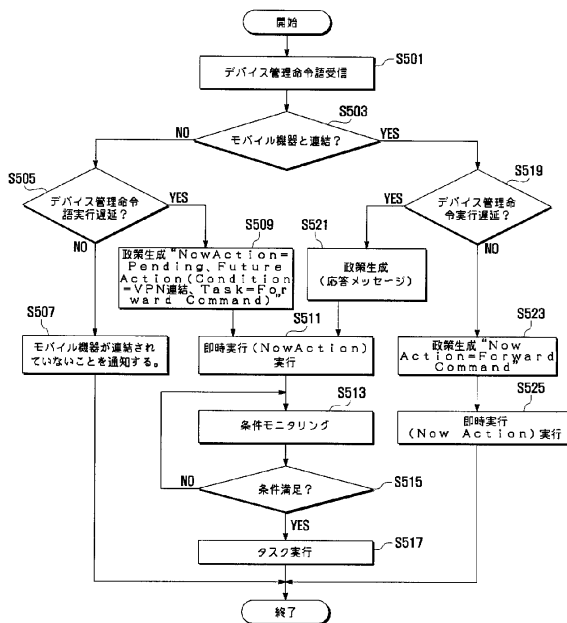 開始
デバイス管理命令語受信
S501
モバイル機器と連結?
S503
NO
YES
デバイス管理命令
語実行遅延?
S505
YES
NO
デバイス管理命
令実行遅延?
S519
YES
NO
政策生成“NowAction=
Pending、Future
Action(Condition
=VPN連結、Task=For
ward Command)”
S509
政策生成
(応答メッセージ)
S521
モバイル機器が連結され
ていないことを通知する。
S507
即時実行(NowAction)
実行
S511
政策生成“Now
Action=Forward
Command”
S523
条件モニタリング
S513
即時実行
(Now Action)実行
S525
条件満足?
S515
NO
YES
タスク実行
S517
終了